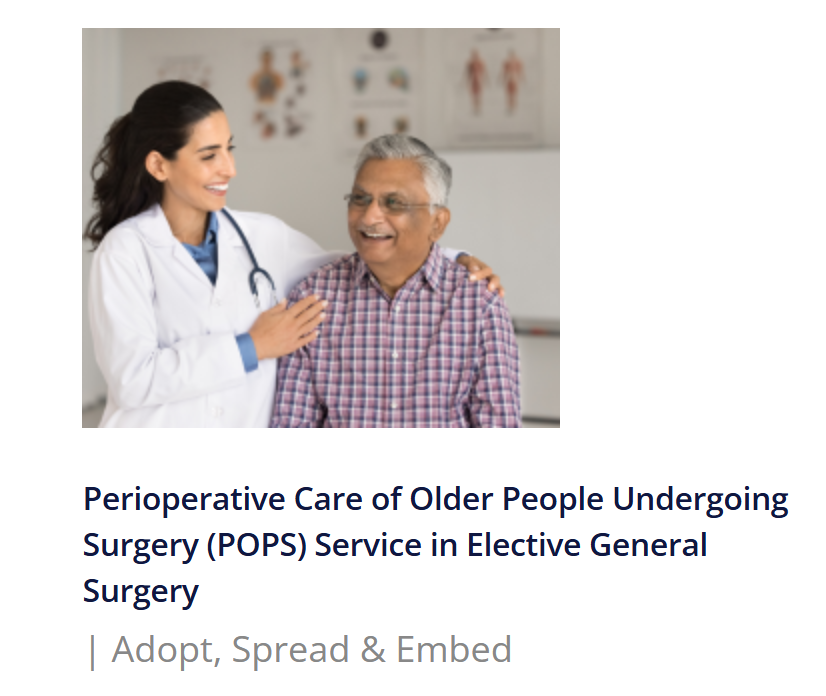 Perioperative Care of Older People Undergoing
Surgery (POPS) Service in Elective General
Surgery
| Adopt, Spread & Embed